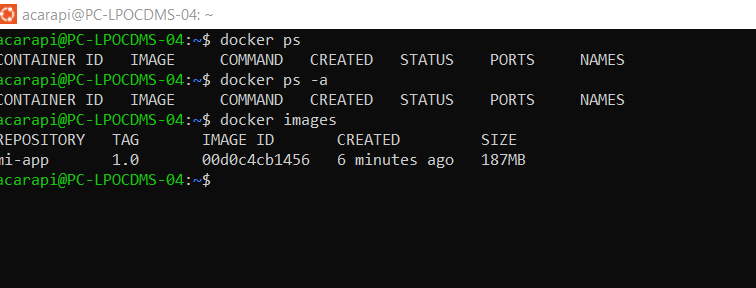 acarapi@PC-LPOCDMS-04: ~
acarapi@PC-LPOCDMS-04:~$ docker ps
CONTAINER ID IMAGE COMMAND CREATED STATUS PORTS NAMES
acarapi@PC-LPOCDMS-04:~$ docker ps -a
CONTAINER ID IMAGE COMMAND CREATED STATUS PORTS NAMES
acarapi@PC-LPOCDMS-04:~$ docker images
REPOSITORY TAG IMAGE ID CREATED SIZE
mi-app 1.0 00d0c4cb1456 6 minutes ago 187MB
acarapi@PC-LPOCDMS-04:~$